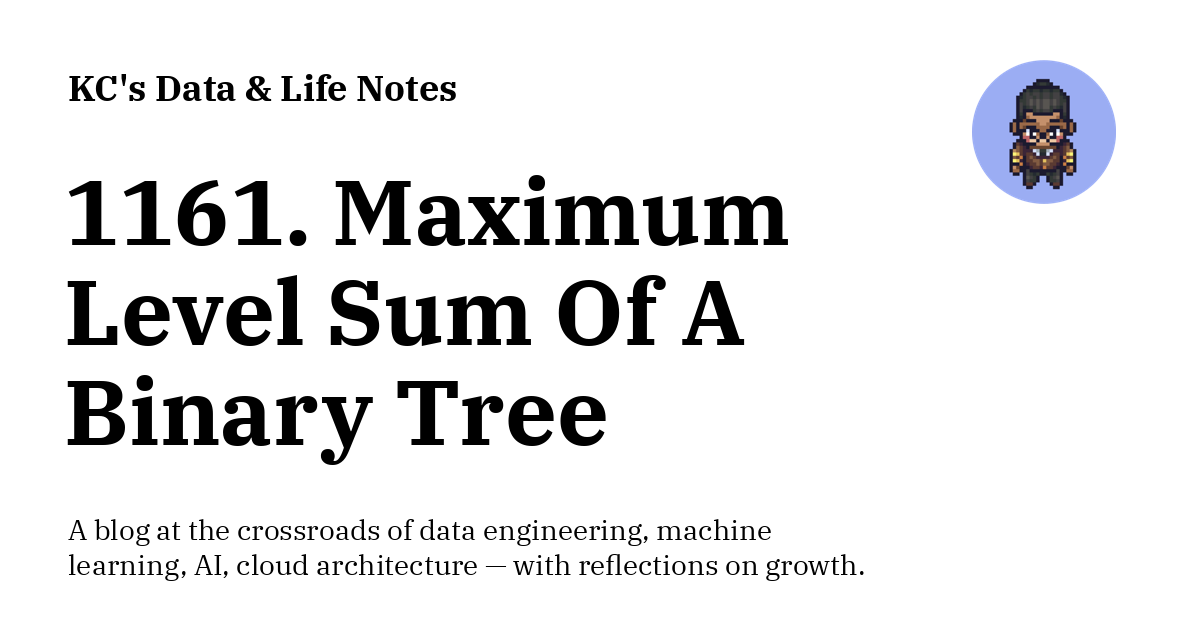 KC's Data & Life Notes
1161. Maximum
Level Sum Of A
Binary Tree
A blog at the crossroads of data engineering, machine
learning, AI, cloud architecture — with reflections on growth.